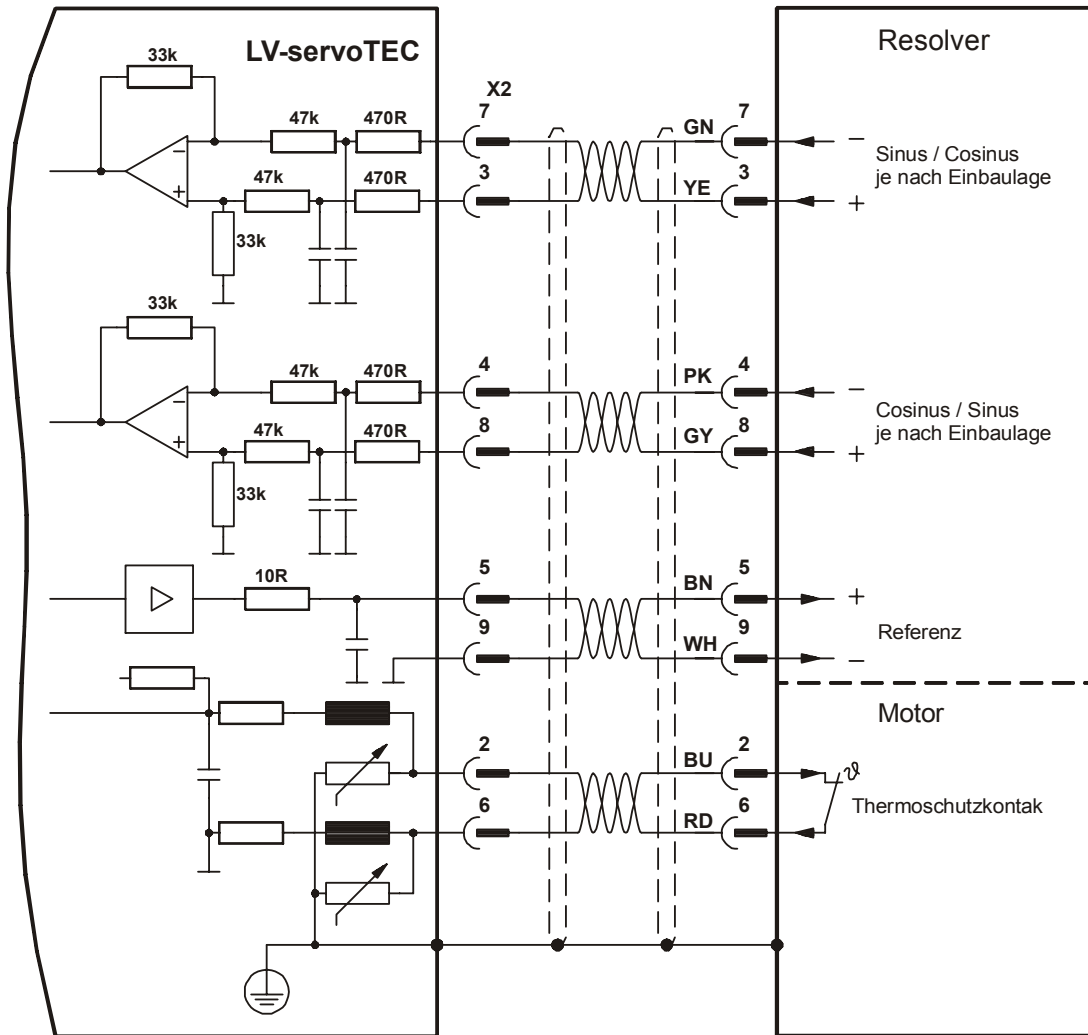 LV-servoTEC
Resolver
33k
X2
47k
470R
7
GN
7
−
Sinus / Cosinus
je nach Einbaulage
−
+
47k
470R
3
YE
3
+
33k
33k
47k
470R
4
PK
4
−
Cosinus / Sinus
je nach Einbaulage
−
+
47k
470R
8
GY
8
+
33k
10R
5
BN
5
+
Referenz
9
WH
9
−
Motor
2
BU
2
ϑ
Thermoschutzkontak
6
RD
6